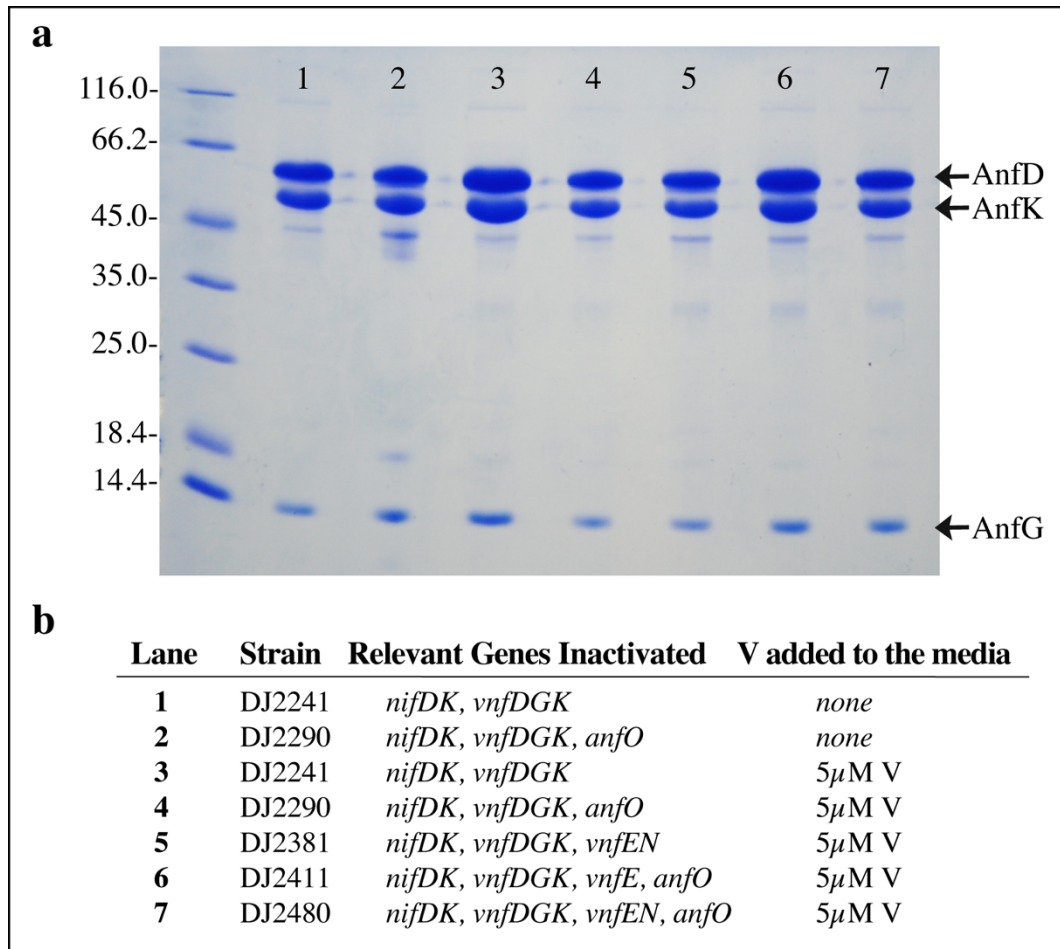 a
1 2 3 4 5 6 7
116.0-
66.2-
AnfD
AnfK
45.0-
35.0-
25.0-
18.4-
14.4-
AnfG
b
Lane Strain Relevant Genes Inactivated V added to the media
1 DJ2241 nifDK, vnfDGK none
2 DJ2290 nifDK, vnfDGK, anfO none
3 DJ2241 nifDK, vnfDGK 5µM V
4 DJ2290 nifDK, vnfDGK, anfO 5µM V
5 DJ2381 nifDK, vnfDGK, vnfEN 5µM V
6 DJ2411 nifDK, vnfDGK, vnfE, anfO 5µM V
7 DJ2480 nifDK, vnfDGK, vnfEN, anfO 5µM V